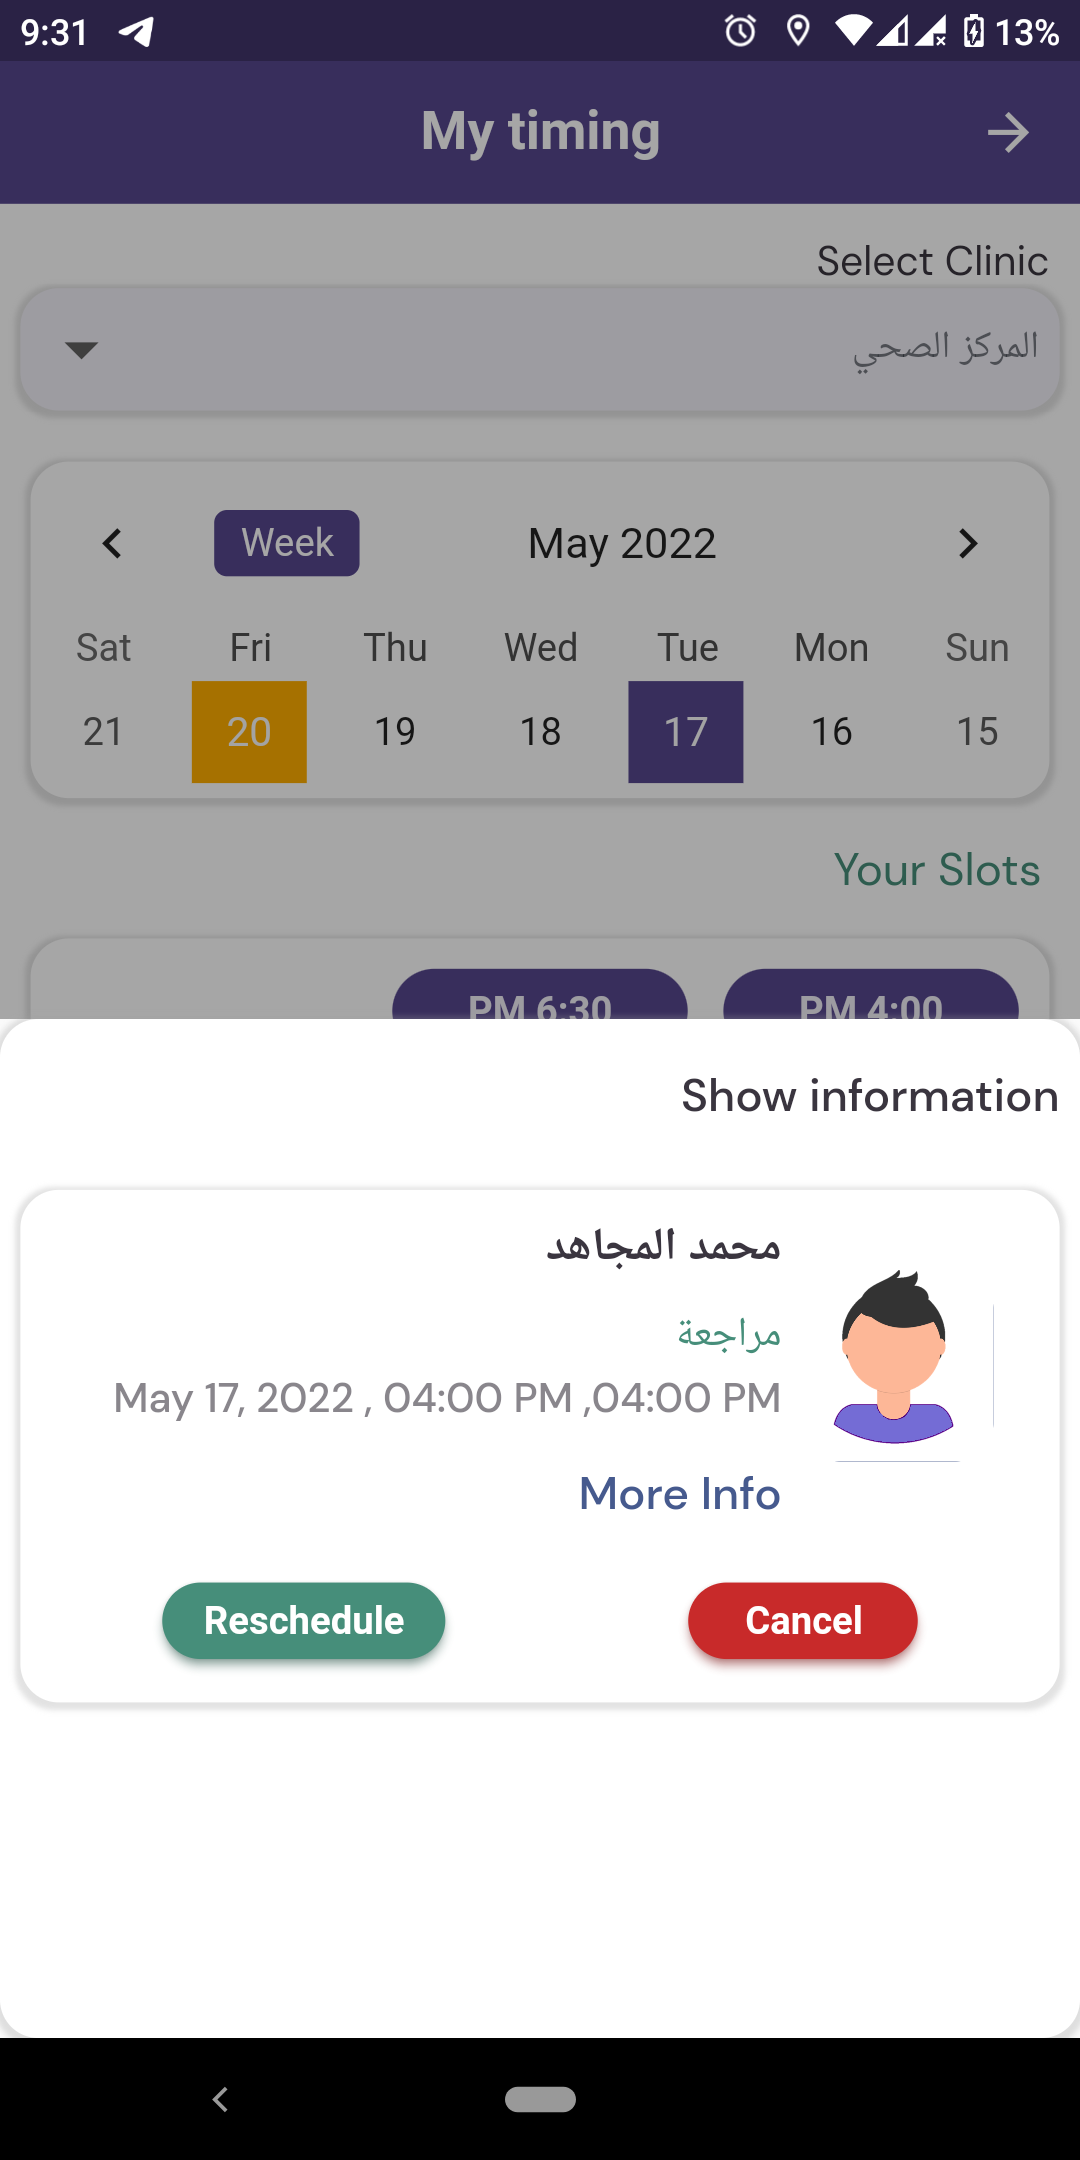 9:31 13%
My timing
Select Clinic
المركز الصحي
Week May 2022
Sat Fri Thu Wed Tue Mon Sun
21 20 19 18 17 16 15
Your Slots
PM 6:30 PM 4:00
Show information
محمد المجاهد
مراجعة
May 17, 2022 , 04:00 PM ,04:00 PM
More Info
Reschedule Cancel